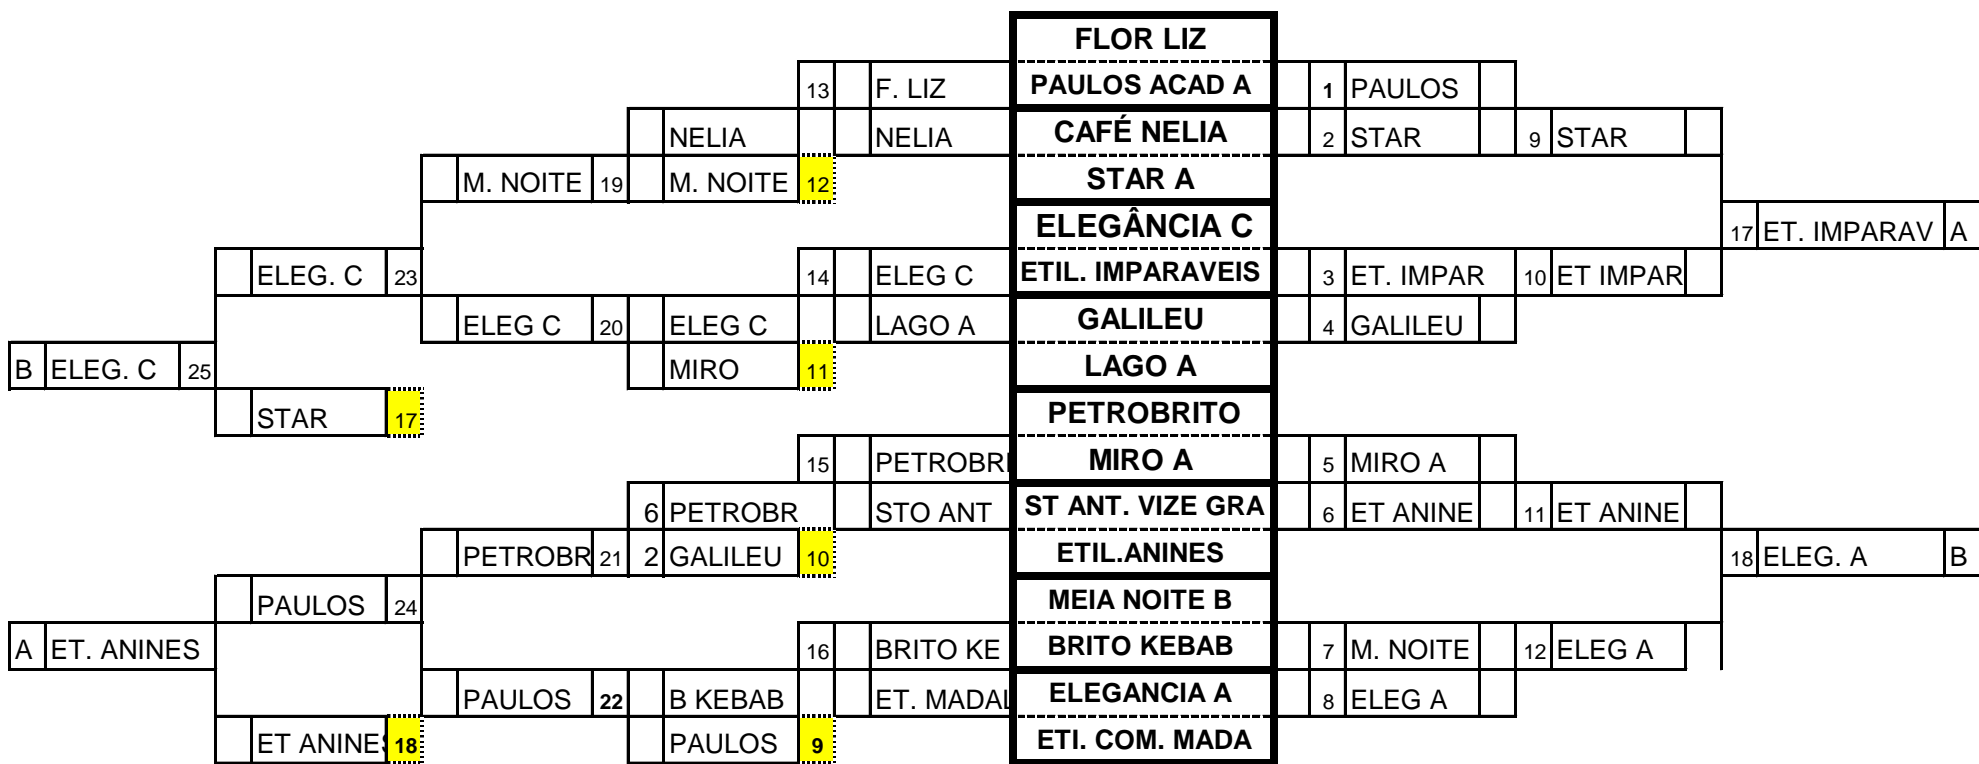 FLOR LIZ
13 F. LIZ PAULOS ACAD A 1 PAULOS
NELIA NELIA CAFÉ NELIA 2 STAR 9 STAR
M. NOITE 19 M. NOITE 12 STAR A
ELEGÂNCIA C 17 ET. IMPARAV A
ELEG. C 23 14 ELEG C ETIL. IMPARAVEIS 3 ET. IMPAR 10 ET IMPAR
ELEG C 20 ELEG C LAGO A GALILEU 4 GALILEU
B ELEG. C 25 MIRO 11 LAGO A
STAR 17 PETROBRITO
15 PETROBRI MIRO A 5 MIRO A
6 PETROBR STO ANT ST ANT. VIZE GRA 6 ET ANINE 11 ET ANINE
PETROBR 21 2 GALILEU 10 ETIL.ANINES 18 ELEG. A B
PAULOS 24 MEIA NOITE B
A ET. ANINES 16 BRITO KE BRITO KEBAB 7 M. NOITE 12 ELEG A
PAULOS 22 B KEBAB ET. MADAL ELEGANCIA A 8 ELEG A
ET ANINES 18 PAULOS 9 ETI. COM. MADA